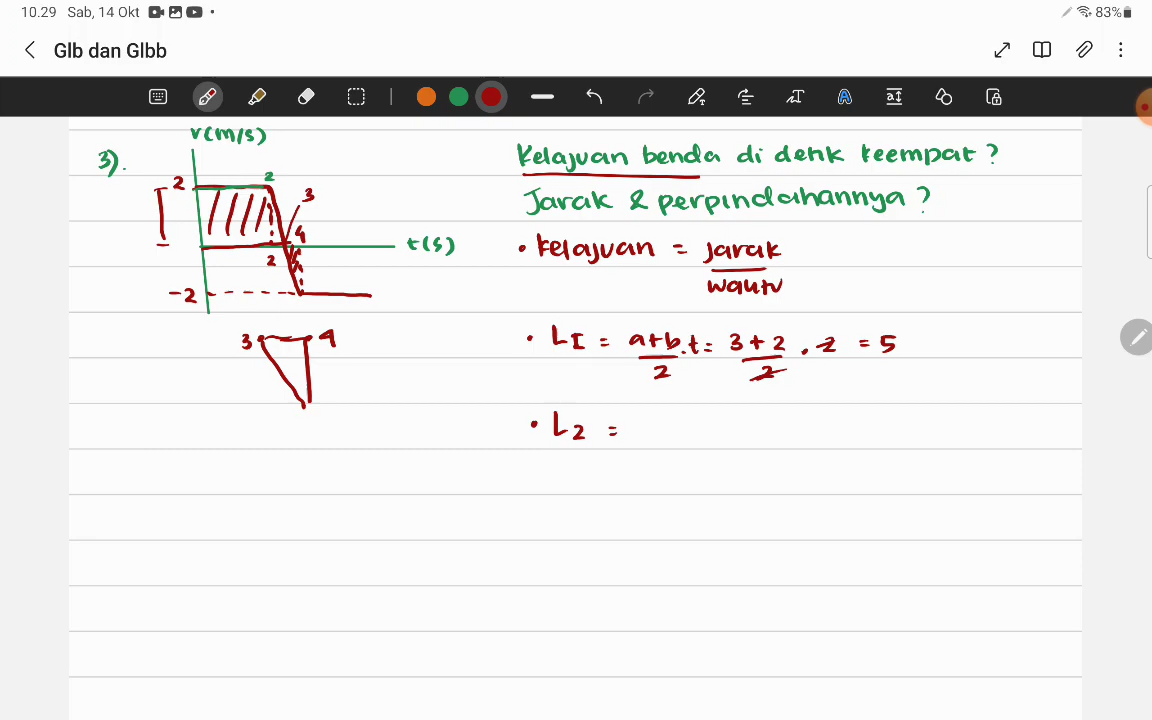 10.29 Sab, 14 Okt
83%
Glb dan Glbb
3).
v(m/s)
2
2
3
4
2
t(s)
-2
3 4
Kelajuan benda di detik keempat?
Jarak & perpindahannya?
• Kelajuan = Jarak
waktu
• LI = a+b . t = 3 + 2 . 2 = 5
2 2
• L2 =